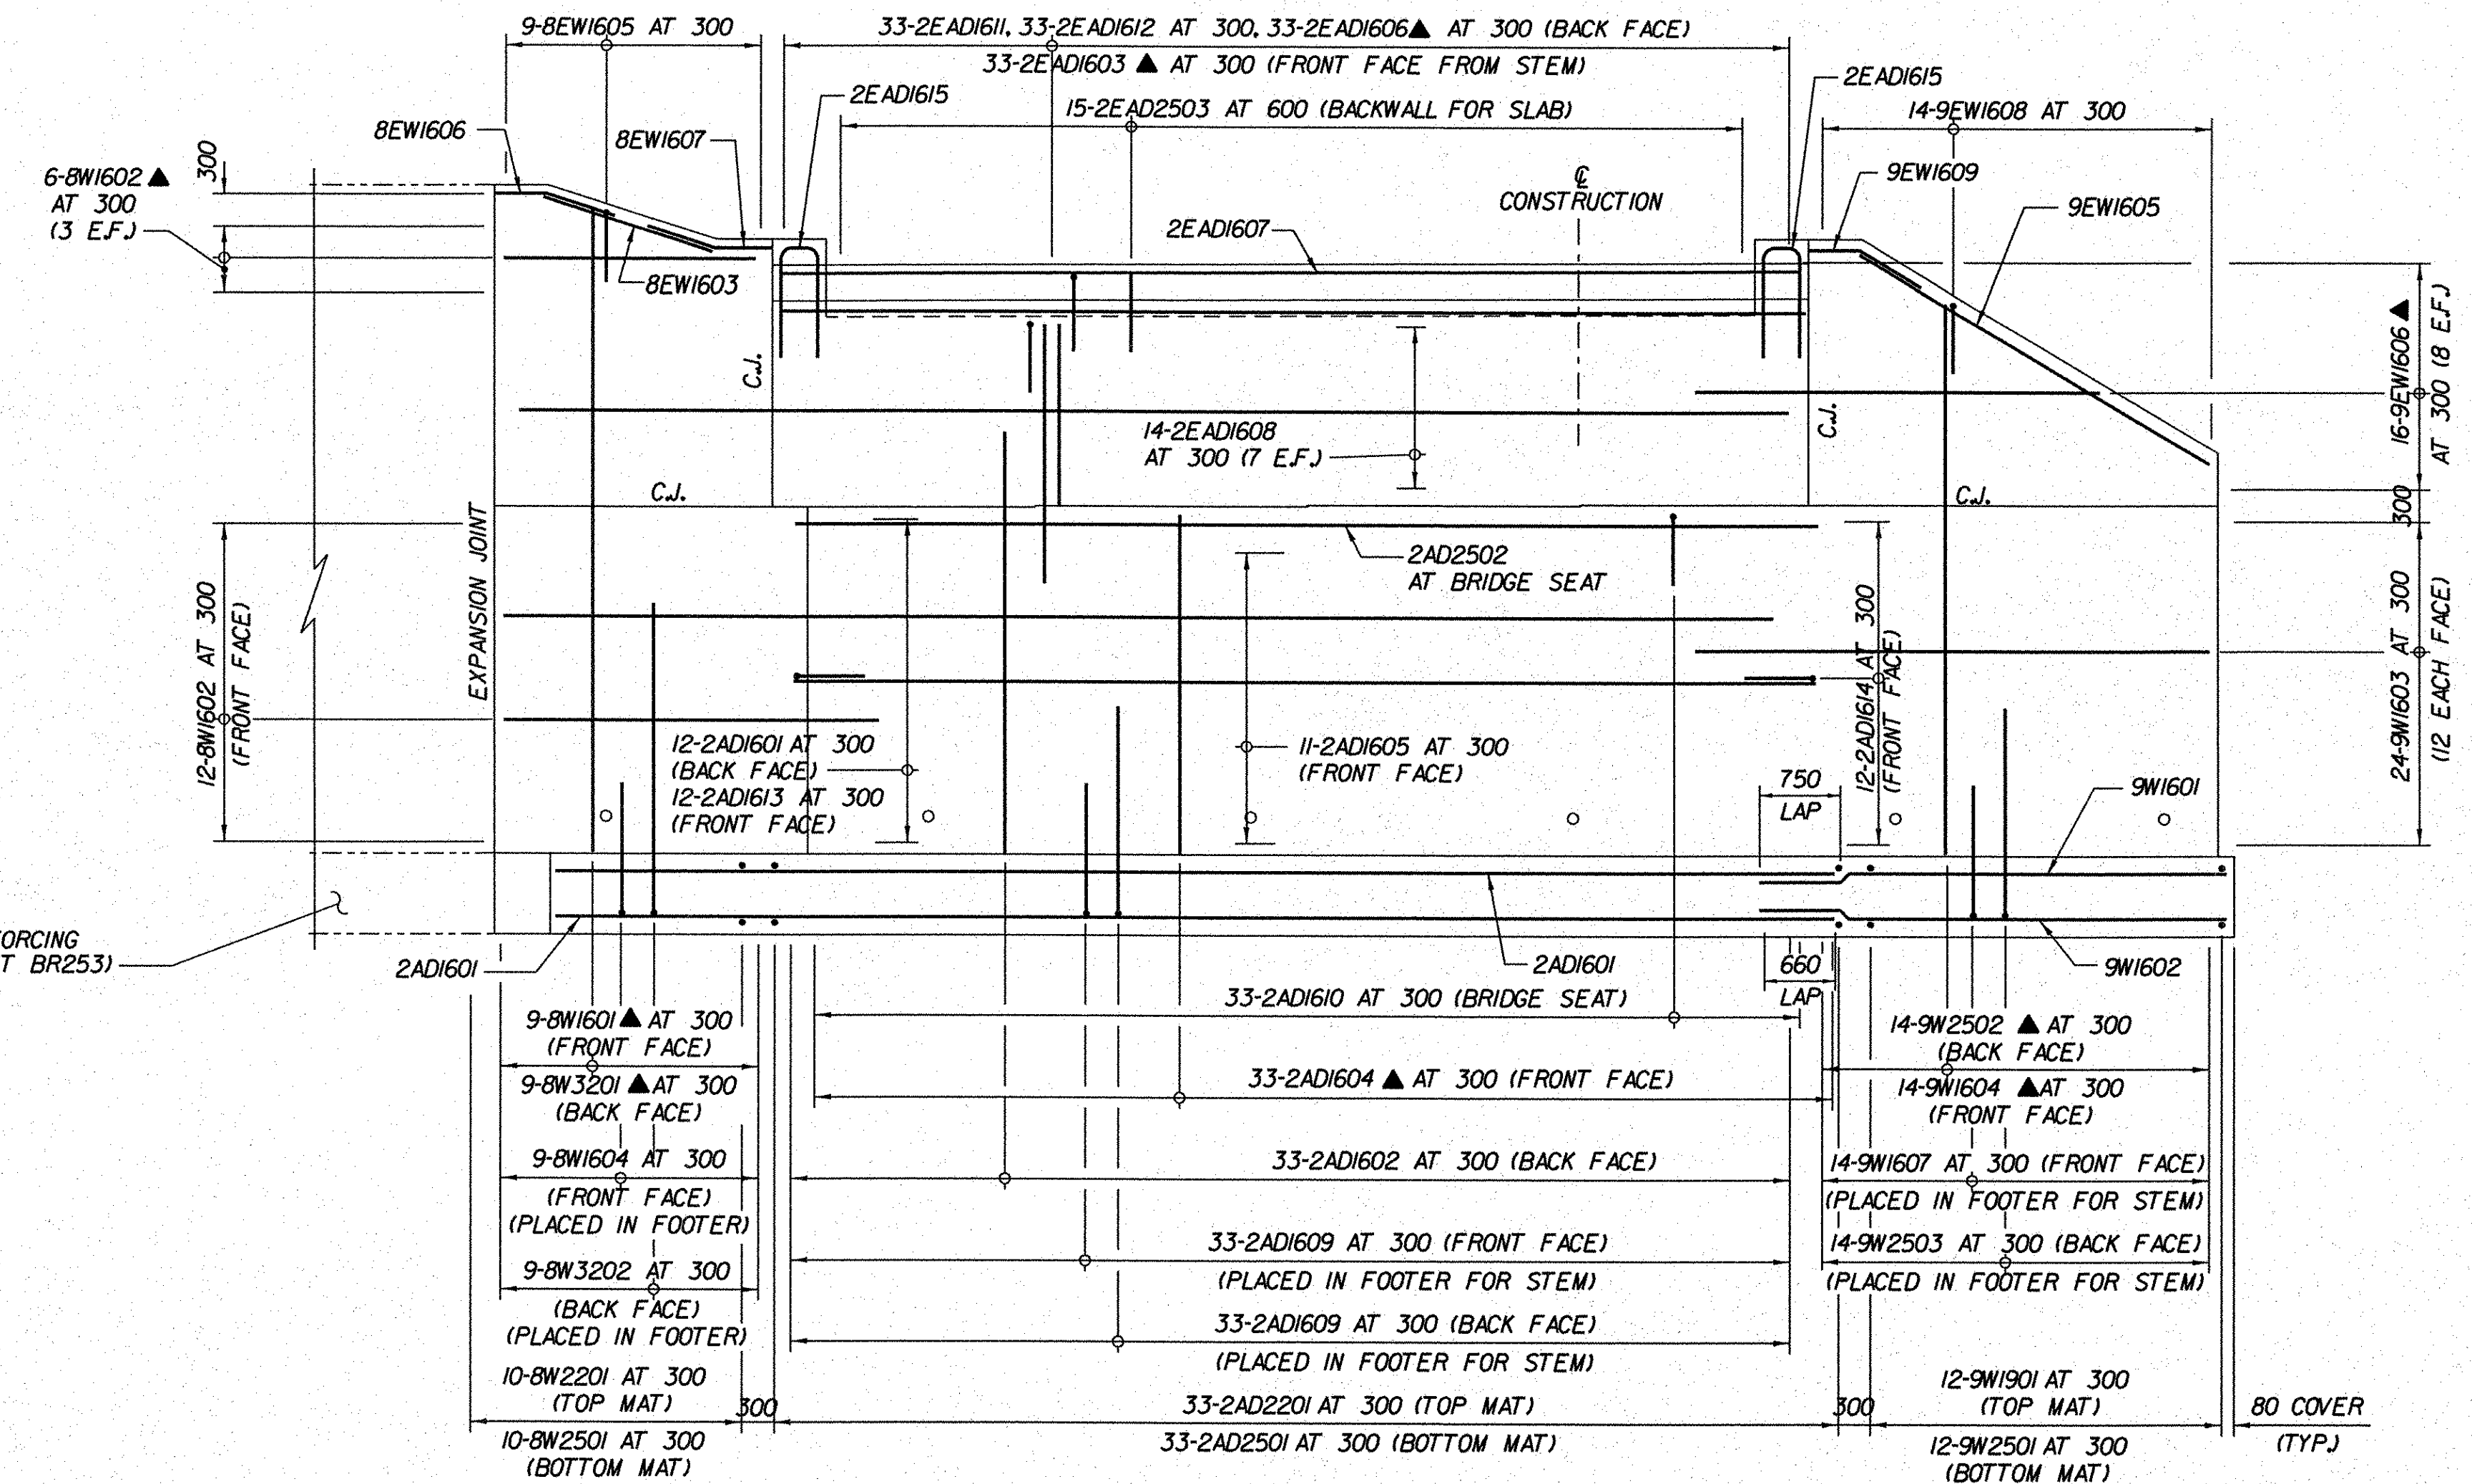 9-8EW1605 AT 300
33-2EAD1611, 33-2EAD1612 AT 300, 33-2EAD1606▲ AT 300 (BACK FACE)
33-2EAD1603 ▲ AT 300 (FRONT FACE FROM STEM)
2EAD1615
2EAD1615
15-2EAD2503 AT 600 (BACKWALL FOR SLAB)
14-9EW1608 AT 300
8EW1606
8EW1607
6-8W1602▲
AT 300
(3 E.F.)
300
℄
CONSTRUCTION
9EW1609
9EW1605
2EAD1607
8EW1603
C.J.
C.J.
14-2EAD1608
AT 300 (7 E.F.)
16-9EW1606▲
AT 300 (8 E.F.)
C.J.
C.J.
300
EXPANSION JOINT
2AD2502
AT BRIDGE SEAT
12-8W1602 AT 300
(FRONT FACE)
12-2AD1601 AT 300
(BACK FACE)
12-2AD1613 AT 300
(FRONT FACE)
11-2AD1605 AT 300
(FRONT FACE)
12-2AD1614 AT 300
(FRONT FACE)
24-9W1603 AT 300
(12 EACH FACE)
750
LAP
9W1601
ORCING
T BR253)
2AD1601
2AD1601
660
LAP
9W1602
33-2AD1610 AT 300 (BRIDGE SEAT)
9-8W1601▲ AT 300
(FRONT FACE)
9-8W3201▲ AT 300
(BACK FACE)
33-2AD1604 ▲ AT 300 (FRONT FACE)
14-9W2502 ▲ AT 300
(BACK FACE)
14-9W1604 ▲AT 300
(FRONT FACE)
9-8W1604 AT 300
(FRONT FACE)
(PLACED IN FOOTER)
33-2AD1602 AT 300 (BACK FACE)
14-9W1607 AT 300 (FRONT FACE)
(PLACED IN FOOTER FOR STEM)
9-8W3202 AT 300
(BACK FACE)
(PLACED IN FOOTER)
33-2AD1609 AT 300 (FRONT FACE)
(PLACED IN FOOTER FOR STEM)
14-9W2503 AT 300 (BACK FACE)
(PLACED IN FOOTER FOR STEM)
33-2AD1609 AT 300 (BACK FACE)
(PLACED IN FOOTER FOR STEM)
10-8W2201 AT 300
(TOP MAT)
300
33-2AD2201 AT 300 (TOP MAT)
300
12-9W1901 AT 300
(TOP MAT)
80 COVER
(TYP.)
10-8W2501 AT 300
(BOTTOM MAT)
33-2AD2501 AT 300 (BOTTOM MAT)
12-9W2501 AT 300
(BOTTOM MAT)